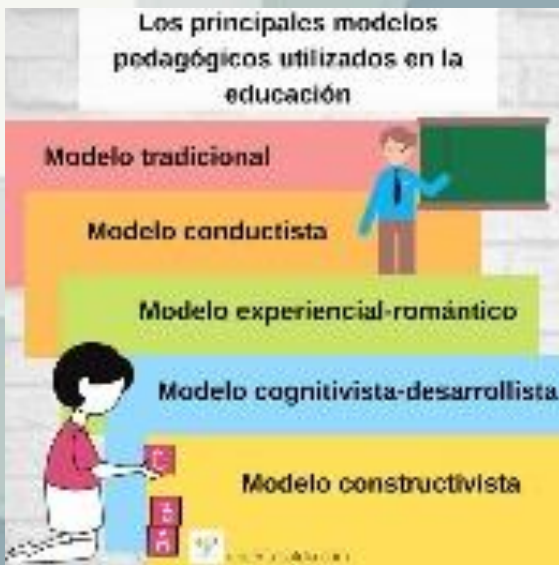 Los principales modelos
pedagógicos utilizados en la
educación
Modelo tradicional
Modelo conductista
Modelo experiencial-romántico
Modelo cognitivista-desarrollista
Modelo constructivista
C
B
A